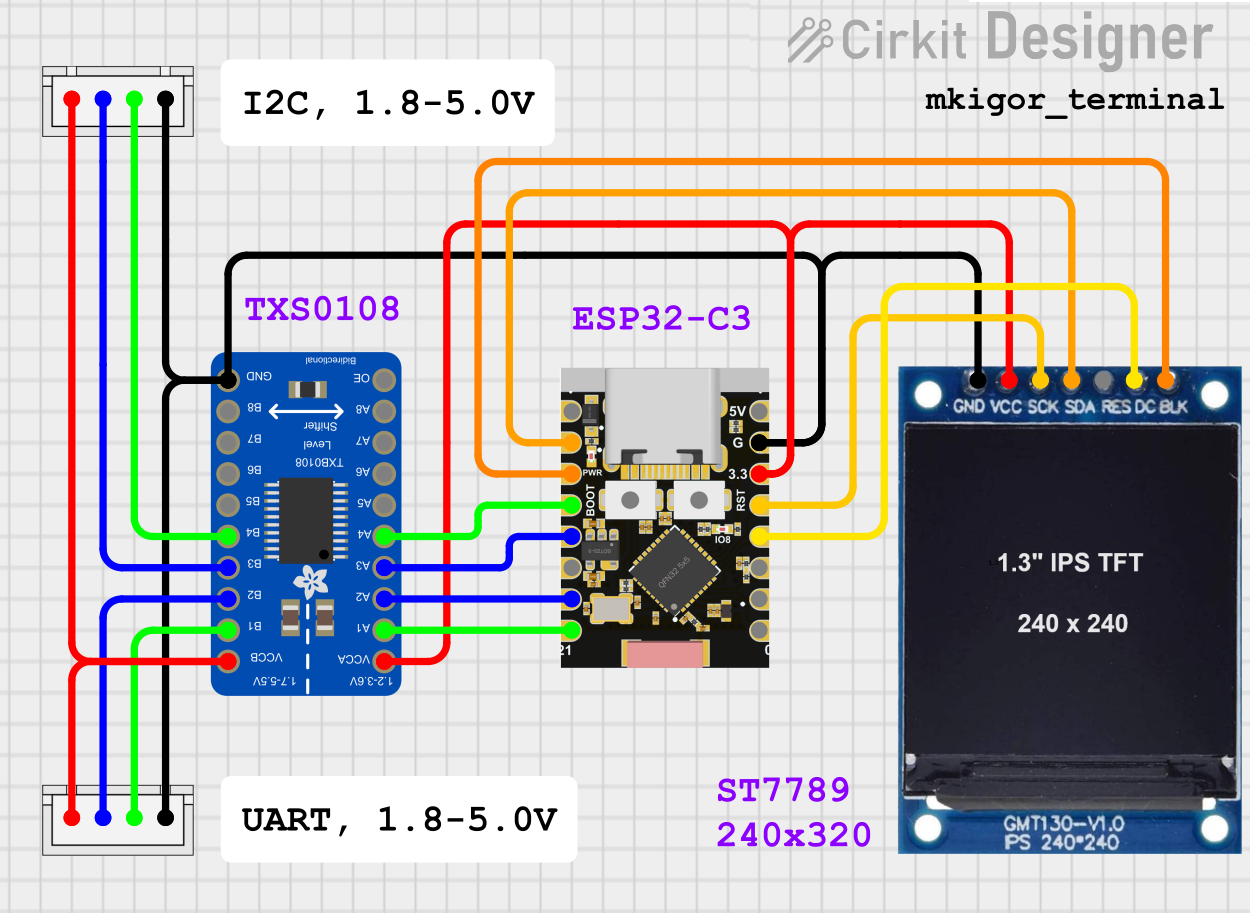 Cirkit Designer
mkigor_terminal
I2C, 1.8-5.0V
TXS0108
ESP32-C3
Bidirectional
GND
OE
B8
A8
Shifter
B7
A7
Level
TXB0108
B6
A6
B5
A5
B4
A4
B3
A3
B2
A2
B1
A1
VCCB
VCCA
1.7-5.5V
1.2-3.6V
5V
G
PWR
3.3
BOOT
RST
IO8
QFN32 5x5
21
0
GND VCC SCK SDA RES DC BLK
1.3" IPS TFT
240 x 240
GMT130-V1.0
IPS 240*240
ST7789
240x320
UART, 1.8-5.0V